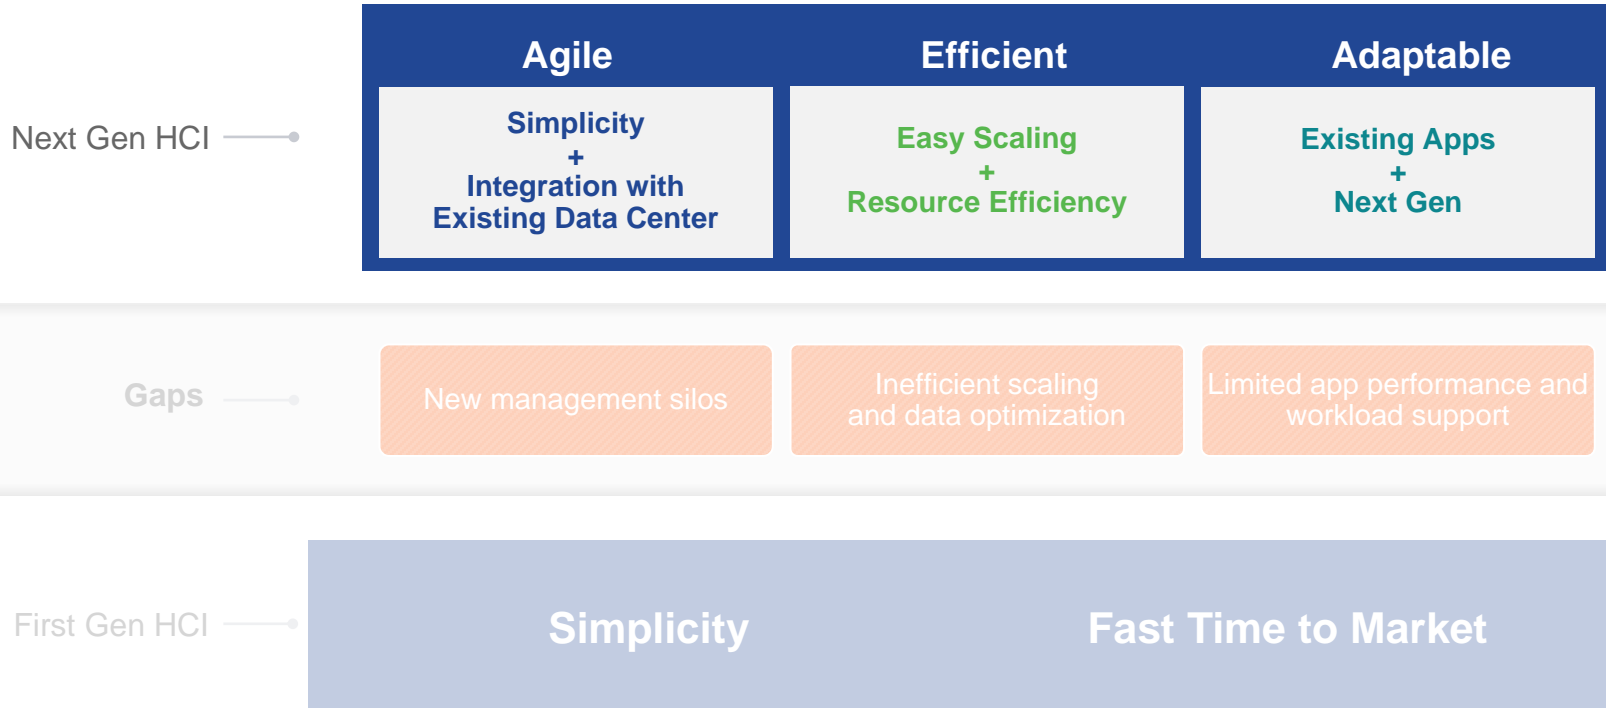 Agile
Efficient
Adaptable
Next Gen HCI
Simplicity
+
Integration with
Existing Data Center
Easy Scaling
+
Resource Efficiency
Existing Apps
+
Next Gen
Gaps
New management silos
Inefficient scaling
and data optimization
Limited app performance and
workload support
First Gen HCI
Simplicity
Fast Time to Market